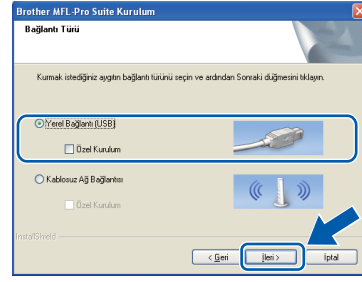 Brother MFL-Pro Suite Kurulum
Bağlantı Türü
Kurmak istediğiniz aygıtın bağlantı türünü seçin ve ardından Sonraki düğmesini tıklayın.
Yerel Bağlantı (USB)
Özel Kurulum
Kablosuz Ağ Bağlantısı
Özel Kurulum
InstallShield
< Geri İleri > İptal